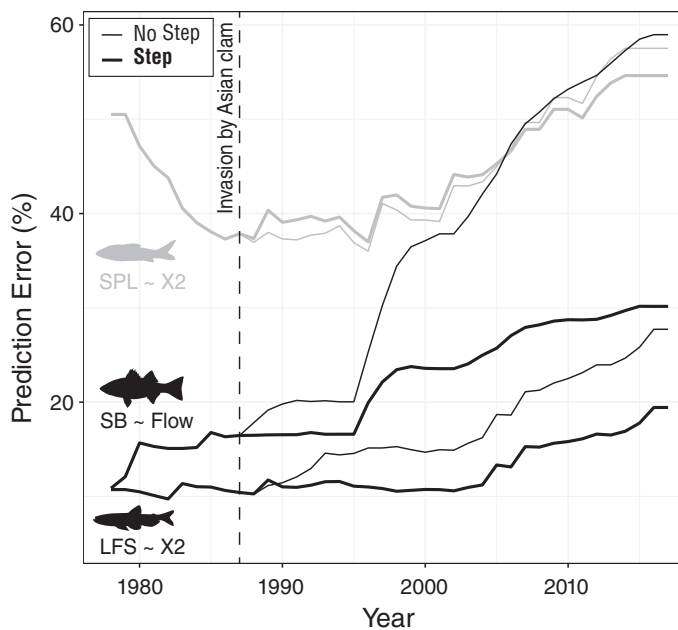 60
40
20
Prediction Error (%)
No Step
Step
Invasion by Asian clam
SPL ~ X2
SB ~ Flow
LFS ~ X2
1980
1990
2000
2010
Year